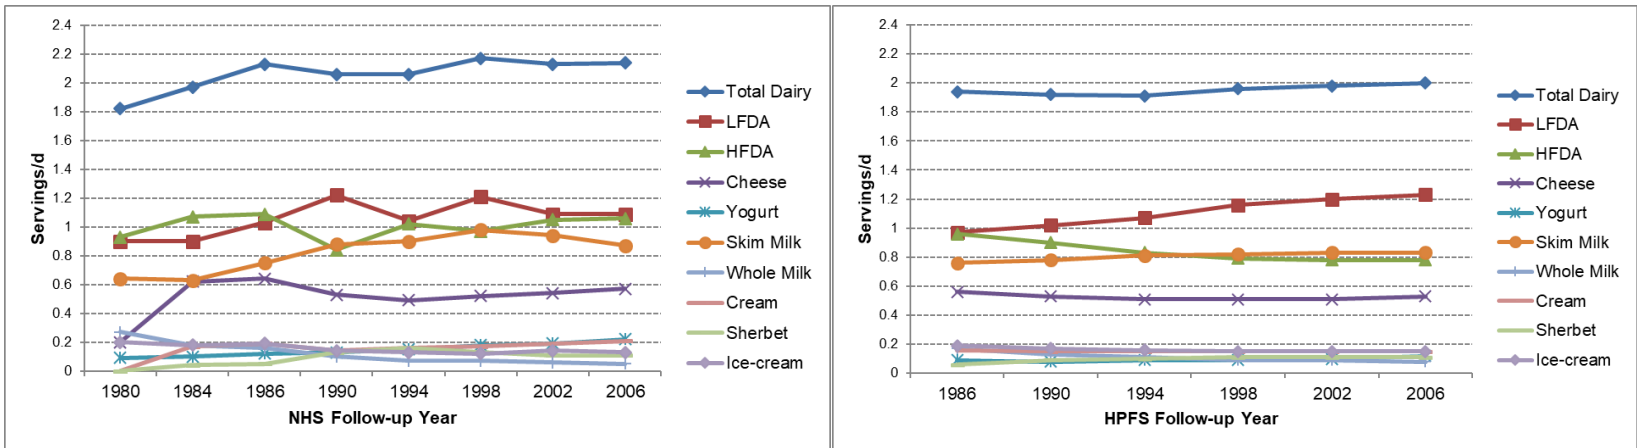 2.4
2.2
2
1.8
1.6
1.4
1.2
1
0.8
0.6
0.4
0.2
0
Servings/d
1980 1984 1986 1990 1994 1998 2002 2006
NHS Follow-up Year
Total Dairy
LFDA
HFDA
Cheese
Yogurt
Skim Milk
Whole Milk
Cream
Sherbet
Ice-cream
2.4
2.2
2
1.8
1.6
1.4
1.2
1
0.8
0.6
0.4
0.2
0
Servings/d
1986 1990 1994 1998 2002 2006
HPFS Follow-up Year
Total Dairy
LFDA
HFDA
Cheese
Yogurt
Skim Milk
Whole Milk
Cream
Sherbet
Ice-cream